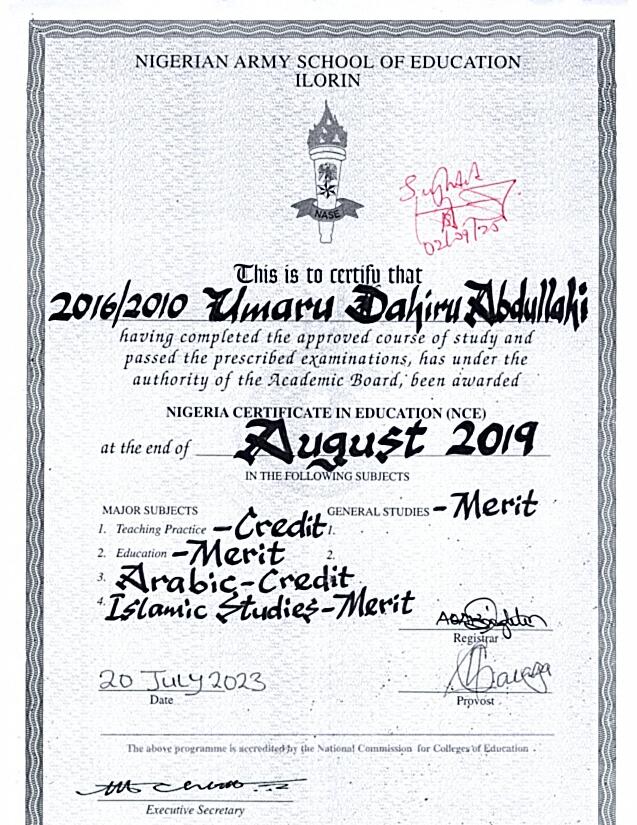 NIGERIAN ARMY SCHOOL OF EDUCATION
ILORIN
NASE
02/09/25
This is to certify that
2016/2010 Umaru Dahiru Abdullahi
having completed the approved course of study and
passed the prescribed examinations, has under the
authority of the Academic Board, been awarded
NIGERIA CERTIFICATE IN EDUCATION (NCE)
at the end of August 2019
IN THE FOLLOWING SUBJECTS
MAJOR SUBJECTS GENERAL STUDIES - Merit
1. Teaching Practice - Credit 1.
2. Education - Merit 2.
3. Arabic - Credit
4. Islamic Studies - Merit
Registrar
20 JULY 2023
Date
Provost
The above programme is accredited by the National Commission for Colleges of Education .
Executive Secretary